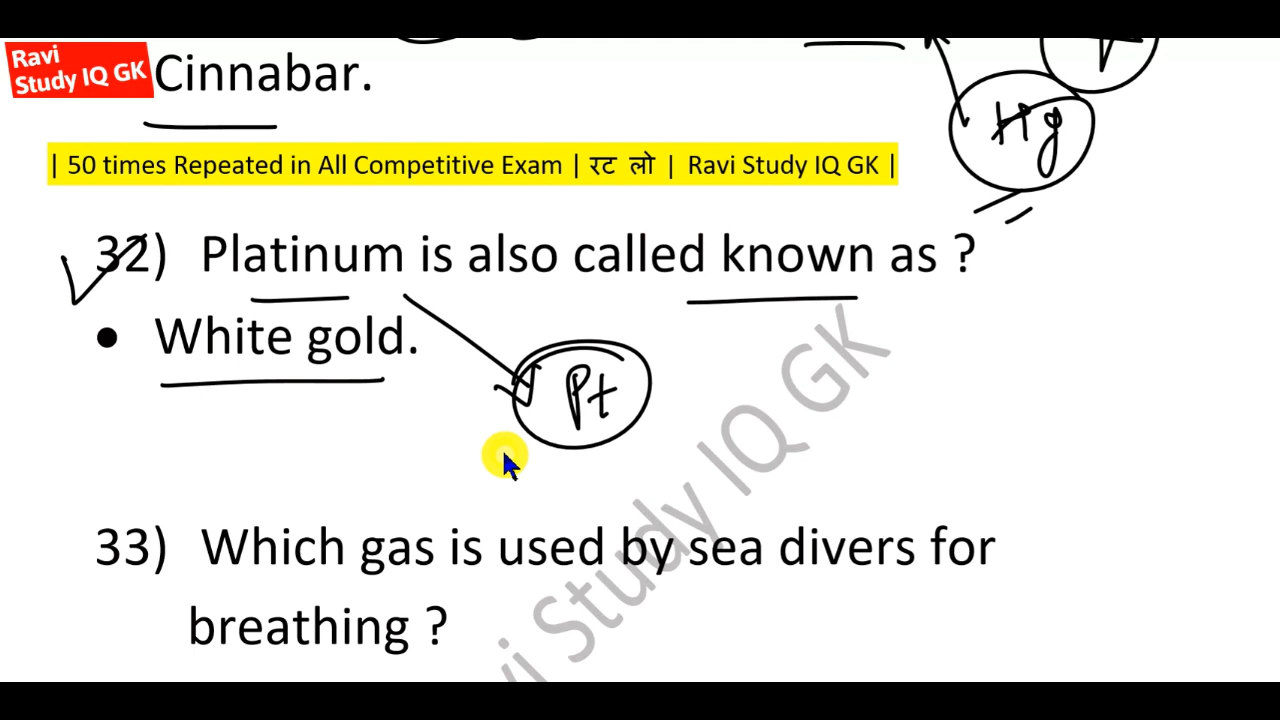 Ravi
Study IQ GK
Cinnabar.
Hg
| 50 times Repeated in All Competitive Exam | रट लो | Ravi Study IQ GK |
32) Platinum is also called known as ?
• White gold.
Pt
33) Which gas is used by sea divers for
breathing ?
vi Study IQ GK